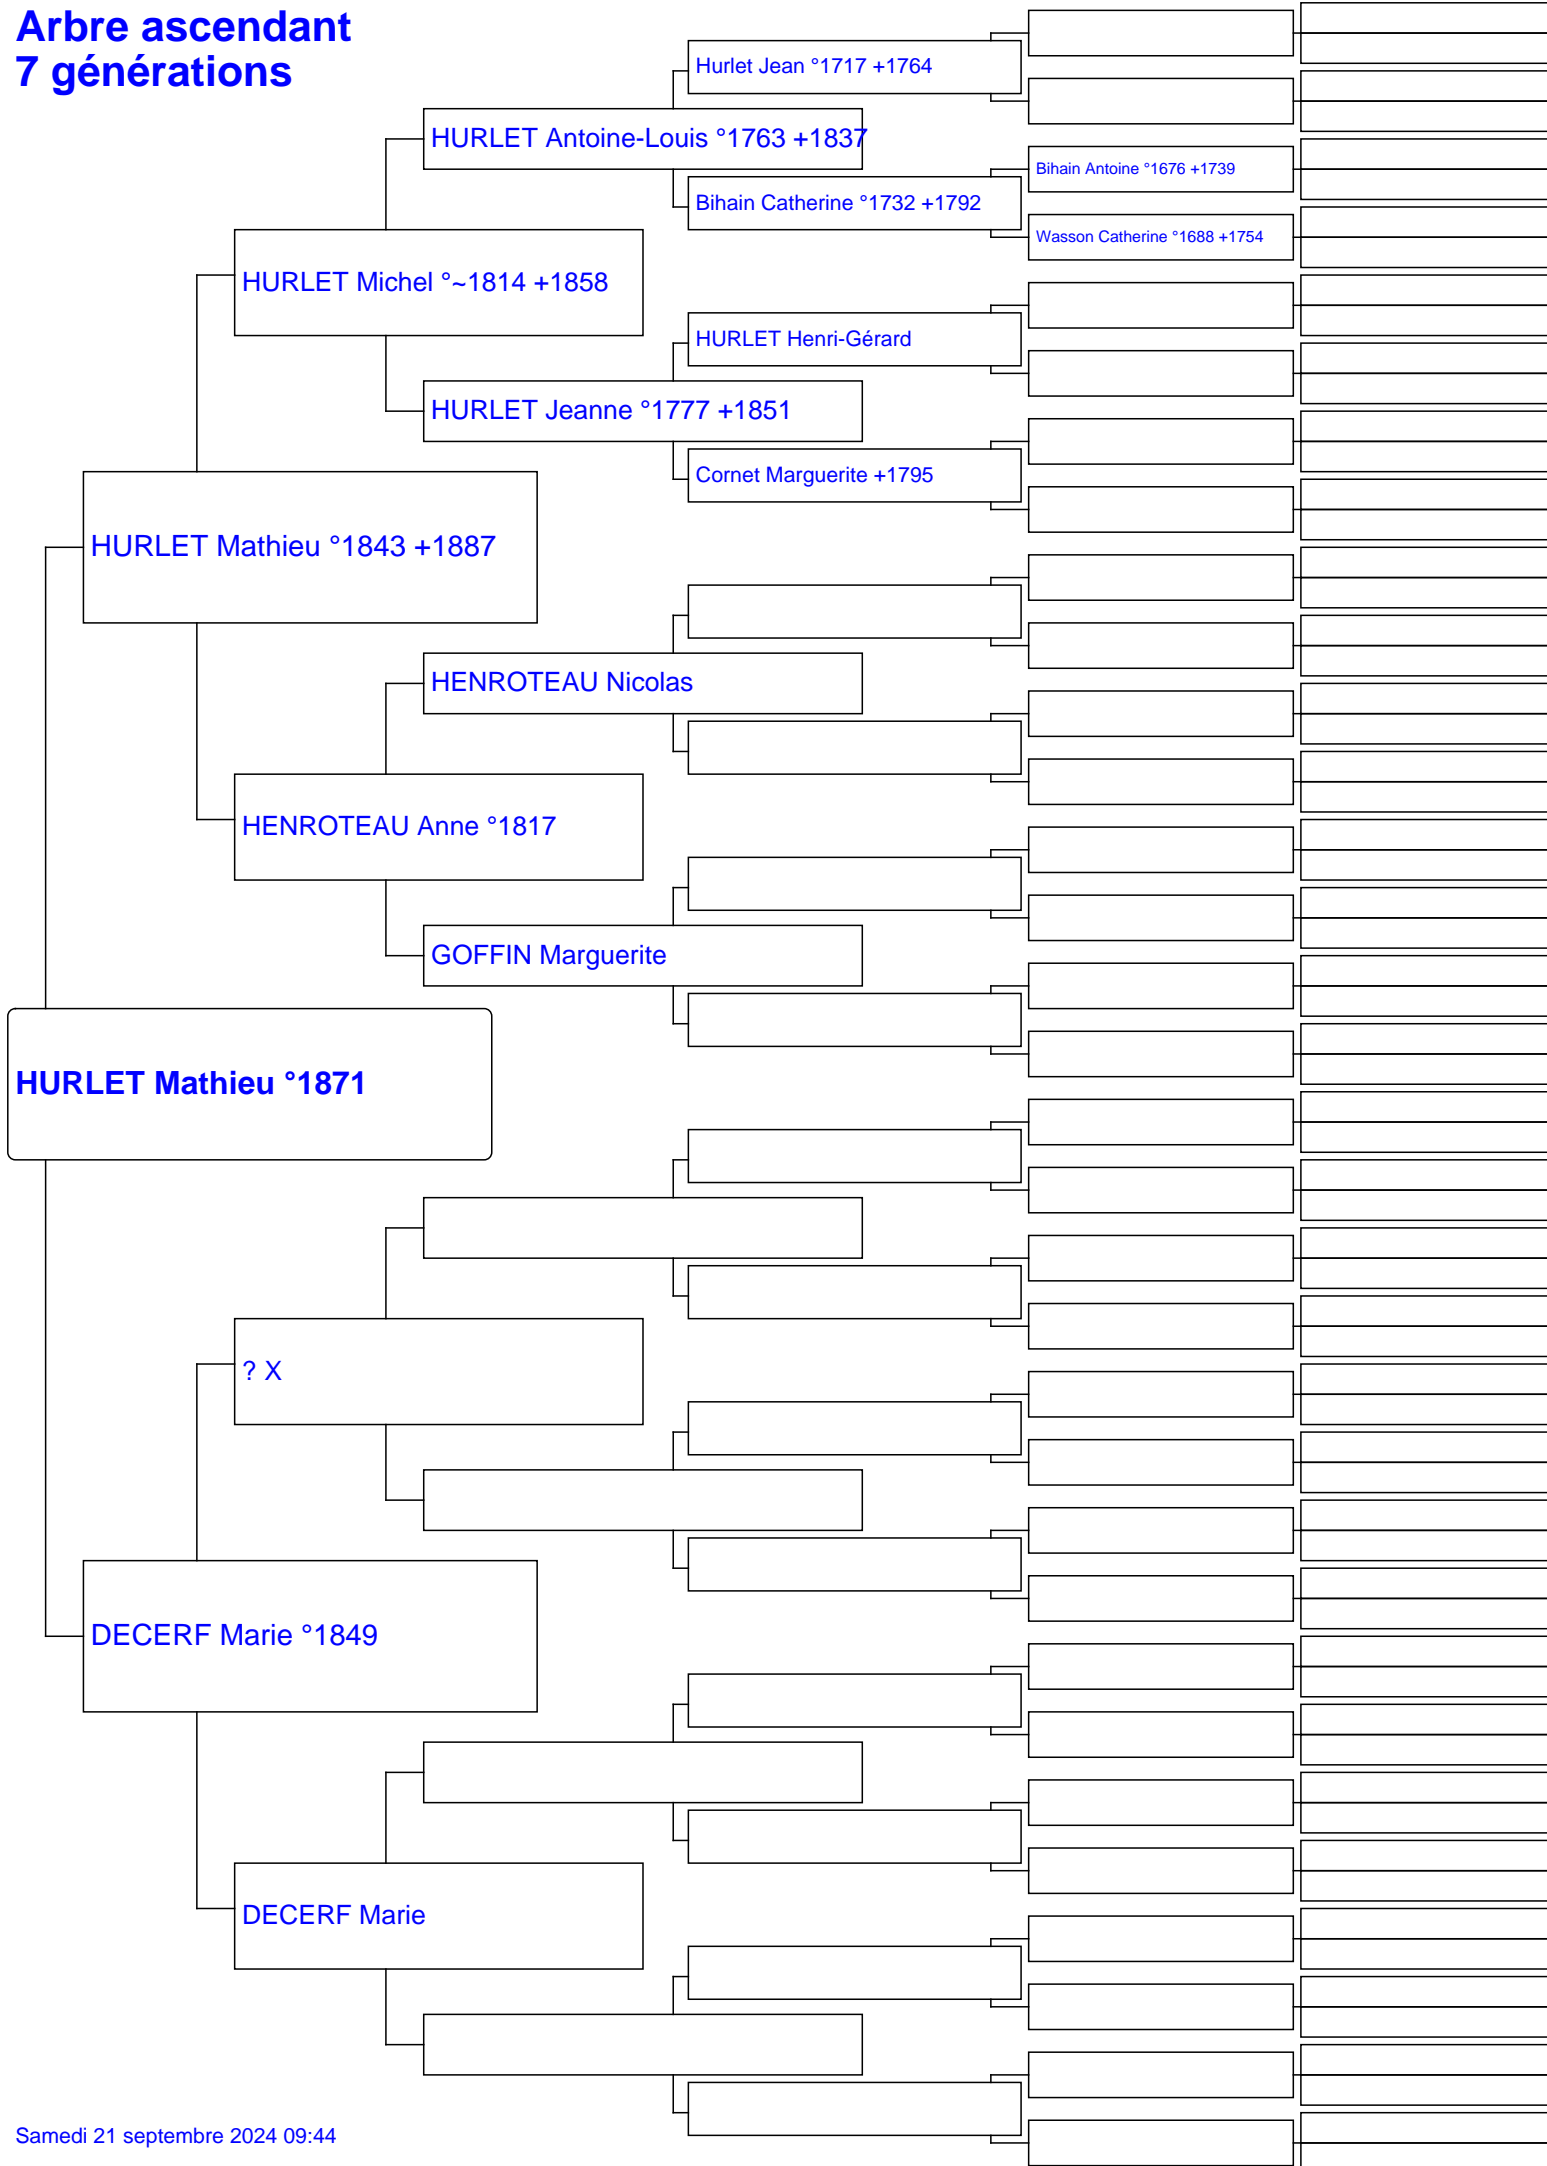 Arbre ascendant
7 générations
Hurlet Jean °1717 +1764
HURLET Antoine-Louis °1763 +1837
Bihain Antoine °1676 +1739
Bihain Catherine °1732 +1792
Wasson Catherine °1688 +1754
HURLET Michel °~1814 +1858
HURLET Henri-Gérard
HURLET Jeanne °1777 +1851
Cornet Marguerite +1795
HURLET Mathieu °1843 +1887
HENROTEAU Nicolas
HENROTEAU Anne °1817
GOFFIN Marguerite
HURLET Mathieu °1871
? X
DECERF Marie °1849
DECERF Marie
Samedi 21 septembre 2024 09:44